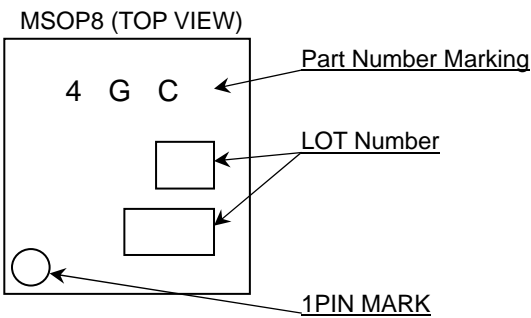 MSOP8 (TOP VIEW)
Part Number Marking
4 G C
LOT Number
1PIN MARK